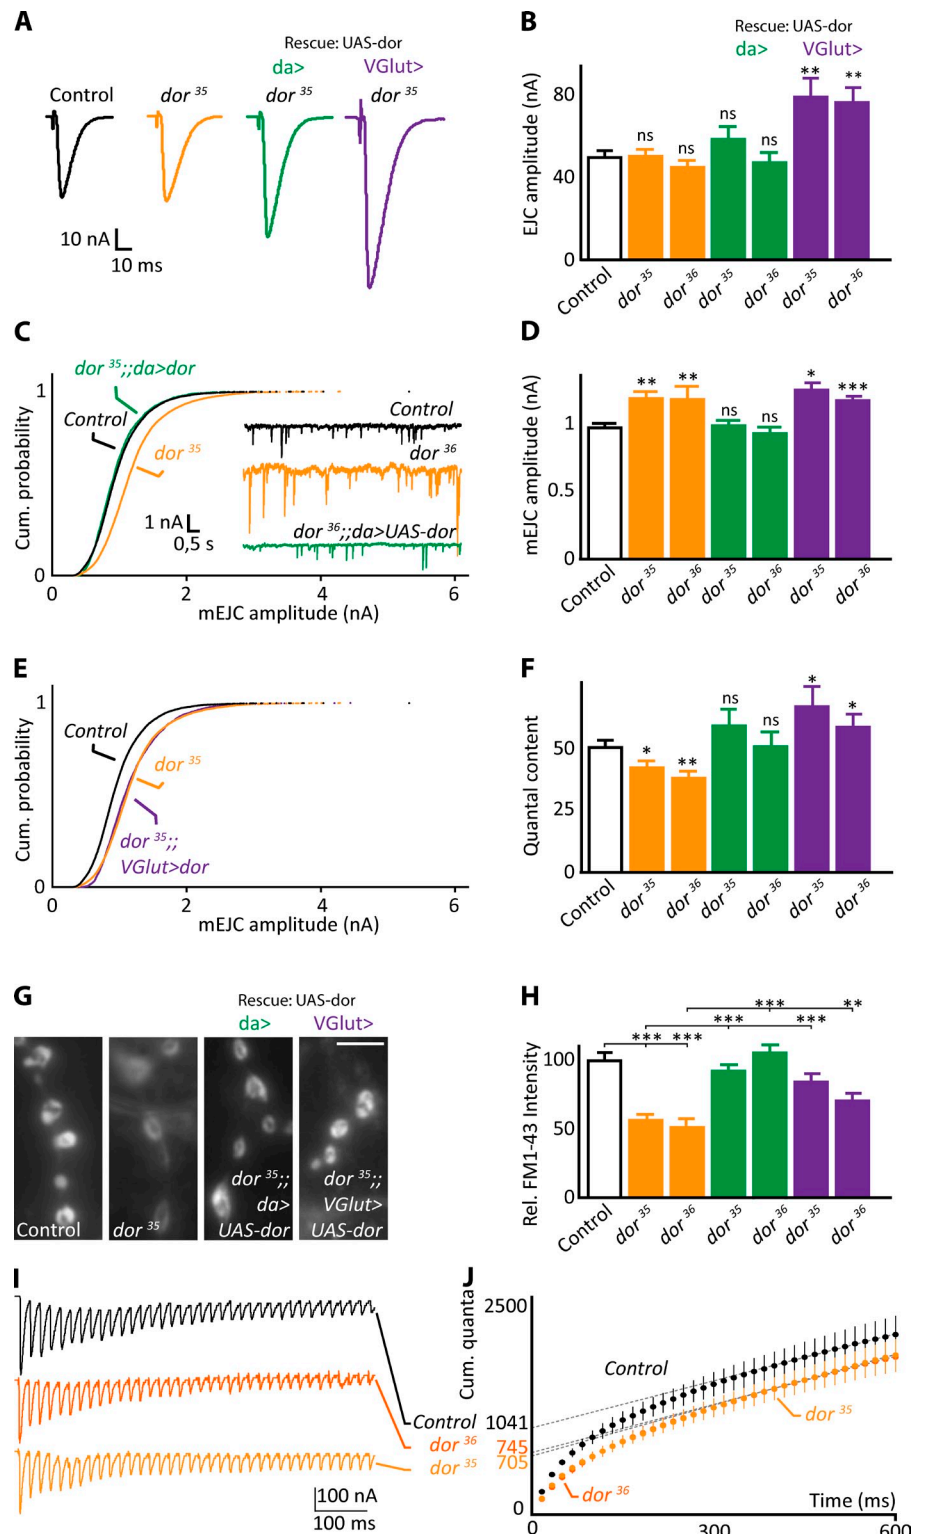 A
Rescue: UAS-dor
da> VGlut>
Control dor 35 dor 35 dor 35
10 nA
10 ms
B
Rescue: UAS-dor
da> VGlut>
EJC amplitude (nA)
80
40
0
ns ns ns ns ** **
Control dor 35 dor 36 dor 35 dor 36 dor 35 dor 36
C
dor 35;;da>dor
Control
dor 35
Cum. probability
1
0
Control
dor 36
dor 36;;da>UAS-dor
1 nA
0,5 s
0 2 4 6
mEJC amplitude (nA)
D
mEJC amplitude (nA)
1
0.5
0
** ** ns ns * ***
Control dor 35 dor 36 dor 35 dor 36 dor 35 dor 36
E
Cum. probability
1
0
Control
dor 35
dor 35;;
VGlut>dor
0 2 4 6
mEJC amplitude (nA)
F
Quantal content
50
25
0
* ** ns ns * *
Control dor 35 dor 36 dor 35 dor 36 dor 35 dor 36
G
Rescue: UAS-dor
da> VGlut>
Control
dor 35
dor 35;;
da>
UAS-dor
dor 35;;
VGlut>
UAS-dor
H
Rel. FM1-43 Intensity
100
50
0
*** **
*** ***
*** ***
Control dor 35 dor 36 dor 35 dor 36 dor 35 dor 36
I
Control
dor 36
dor 35
100 nA
100 ms
J
Cum. quanta
2500
1041
745
705
0
Control
dor 35
dor 36
Time (ms)
0 300 600